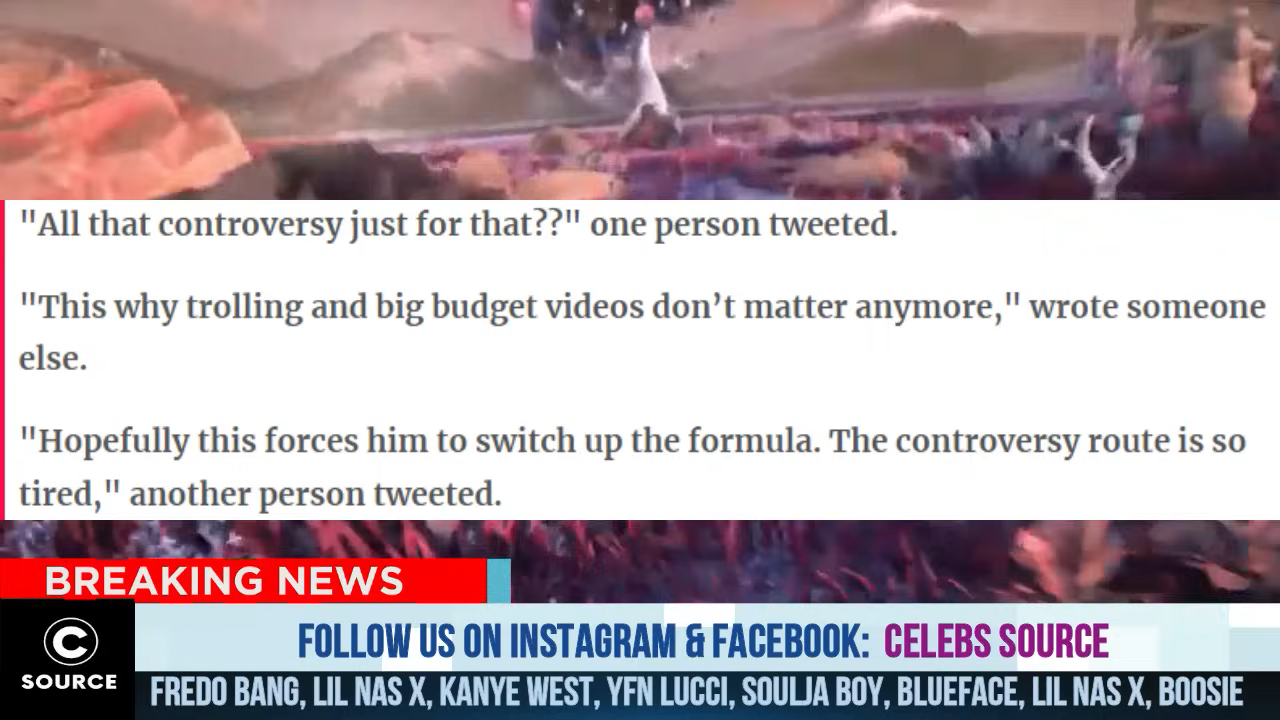 "All that controversy just for that??" one person tweeted.
"This why trolling and big budget videos don’t matter anymore," wrote someone
else.
"Hopefully this forces him to switch up the formula. The controversy route is so
tired," another person tweeted.
BREAKING NEWS
C
SOURCE
FOLLOW US ON INSTAGRAM & FACEBOOK: CELEBS SOURCE
FREDO BANG, LIL NAS X, KANYE WEST, YFN LUCCI, SOULJA BOY, BLUEFACE, LIL NAS X, BOOSIE